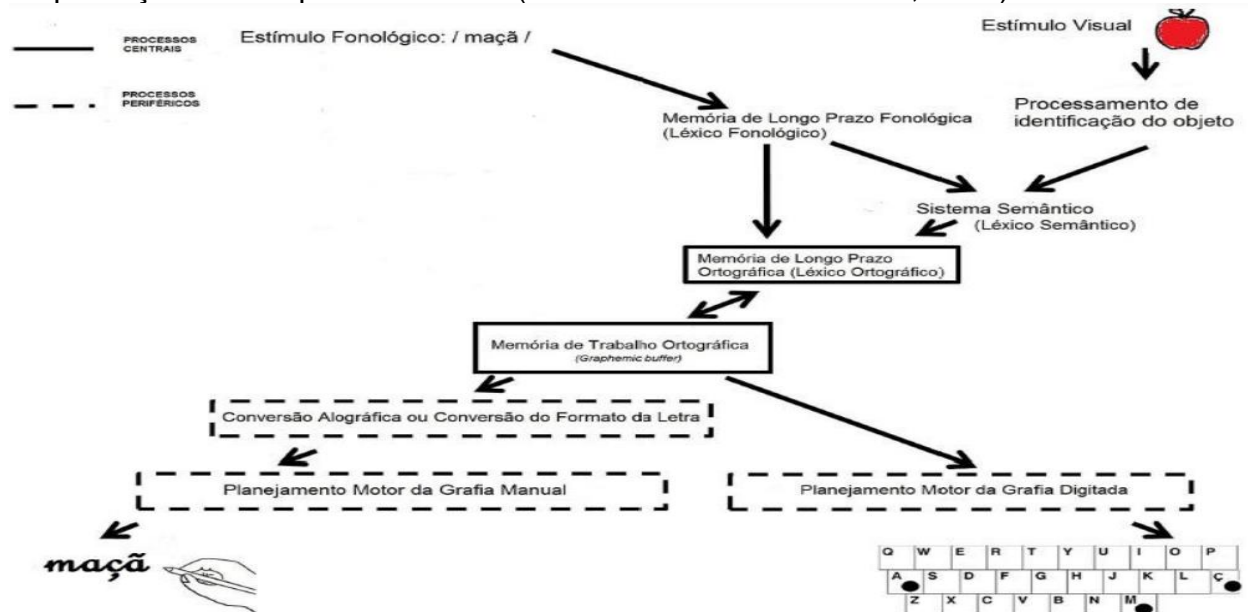 PROCESSOS
CENTRAIS
PROCESSOS
PERIFÉRICOS
Estímulo Fonológico: / maçã /
Estímulo Visual
Memória de Longo Prazo Fonológica
(Léxico Fonológico)
Processamento de
identificação do objeto
Sistema Semântico
(Léxico Semântico)
Memória de Longo Prazo
Ortográfica (Léxico Ortográfico)
Memória de Trabalho Ortográfica
(Graphemic buffer)
Conversão Alográfica ou Conversão do Formato da Letra
Planejamento Motor da Grafia Manual
Planejamento Motor da Grafia Digitada
maçã
Q W E R T Y U I O P
A S D F G H J K L Ç
Z X C V B N M